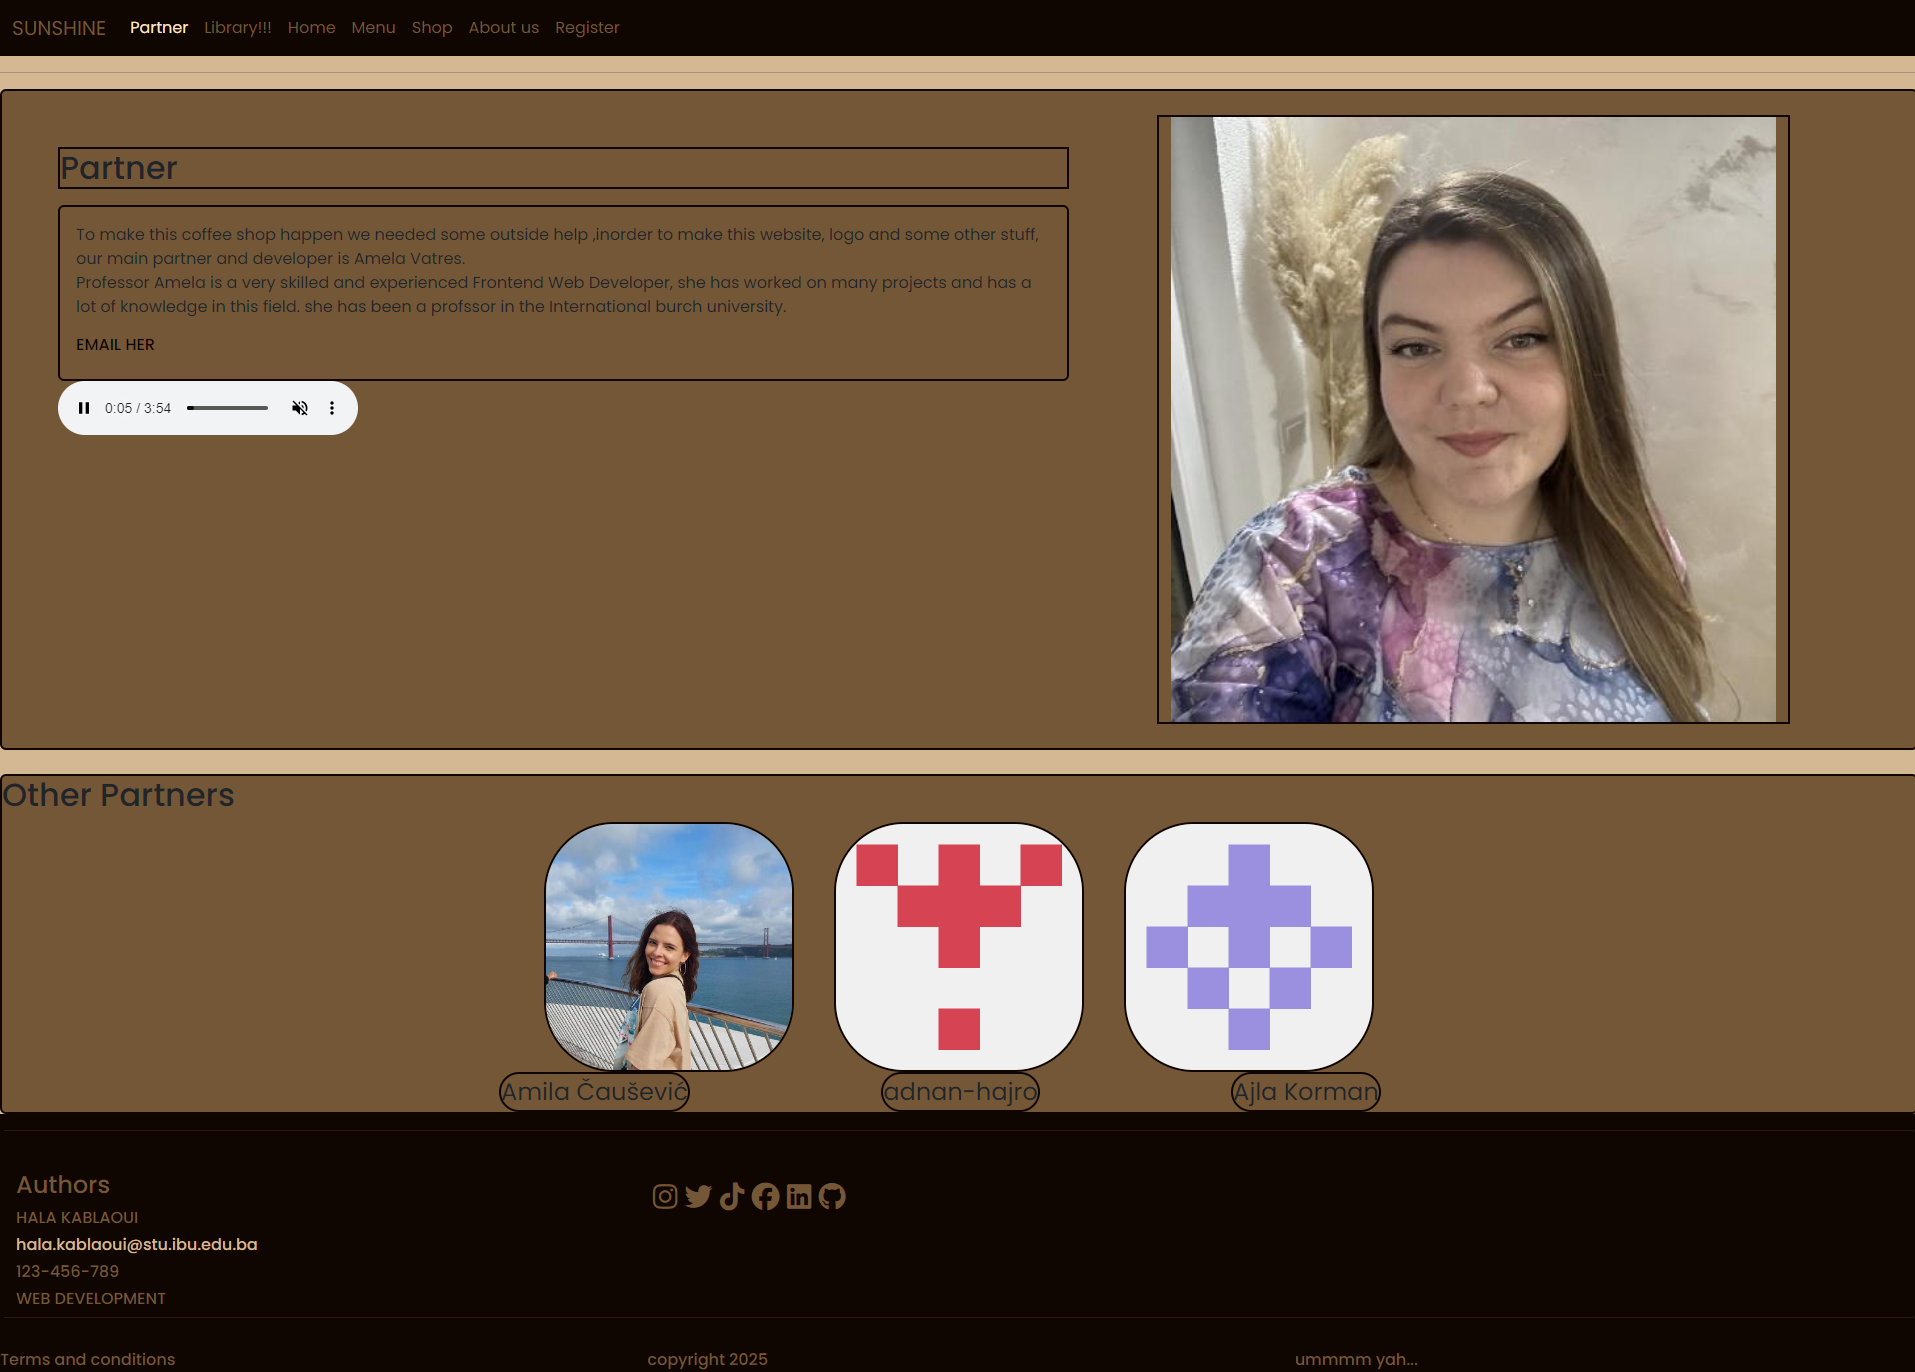 SUNSHINE Partner Library!!! Home Menu Shop About us Register
Partner
To make this coffee shop happen we needed some outside help ,inorder to make this website, logo and some other stuff,
our main partner and developer is Amela Vatres.
Professor Amela is a very skilled and experienced Frontend Web Developer, she has worked on many projects and has a
lot of knowledge in this field. she has been a profssor in the International burch university.
EMAIL HER
0:05 / 3:54
Other Partners
Amila Čaušević adnan-hajro Ajla Korman
Authors
HALA KABLAOUI
hala.kablaoui@stu.ibu.edu.ba
123-456-789
WEB DEVELOPMENT
Terms and conditions copyright 2025 ummmm yah...